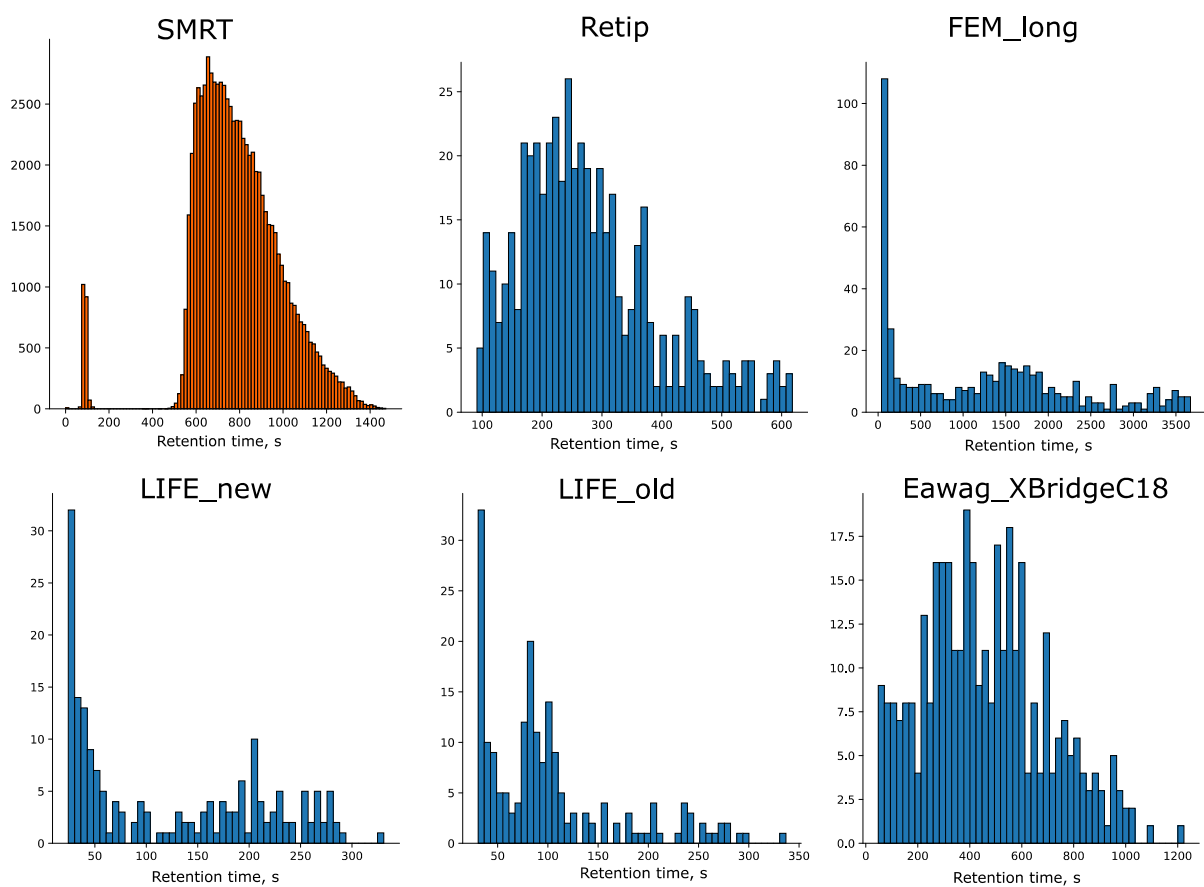 SMRT
2500
2000
1500
1000
500
0
0 200 400 600 800 1000 1200 1400
Retention time, s
Retip
25
20
15
10
5
0
100 200 300 400 500 600
Retention time, s
FEM_long
100
80
60
40
20
0
0 500 1000 1500 2000 2500 3000 3500
Retention time, s
LIFE_new
30
25
20
15
10
5
0
50 100 150 200 250 300
Retention time, s
LIFE_old
30
25
20
15
10
5
0
50 100 150 200 250 300 350
Retention time, s
Eawag_XBridgeC18
17.5
15.0
12.5
10.0
7.5
5.0
2.5
0.0
0 200 400 600 800 1000 1200
Retention time, s